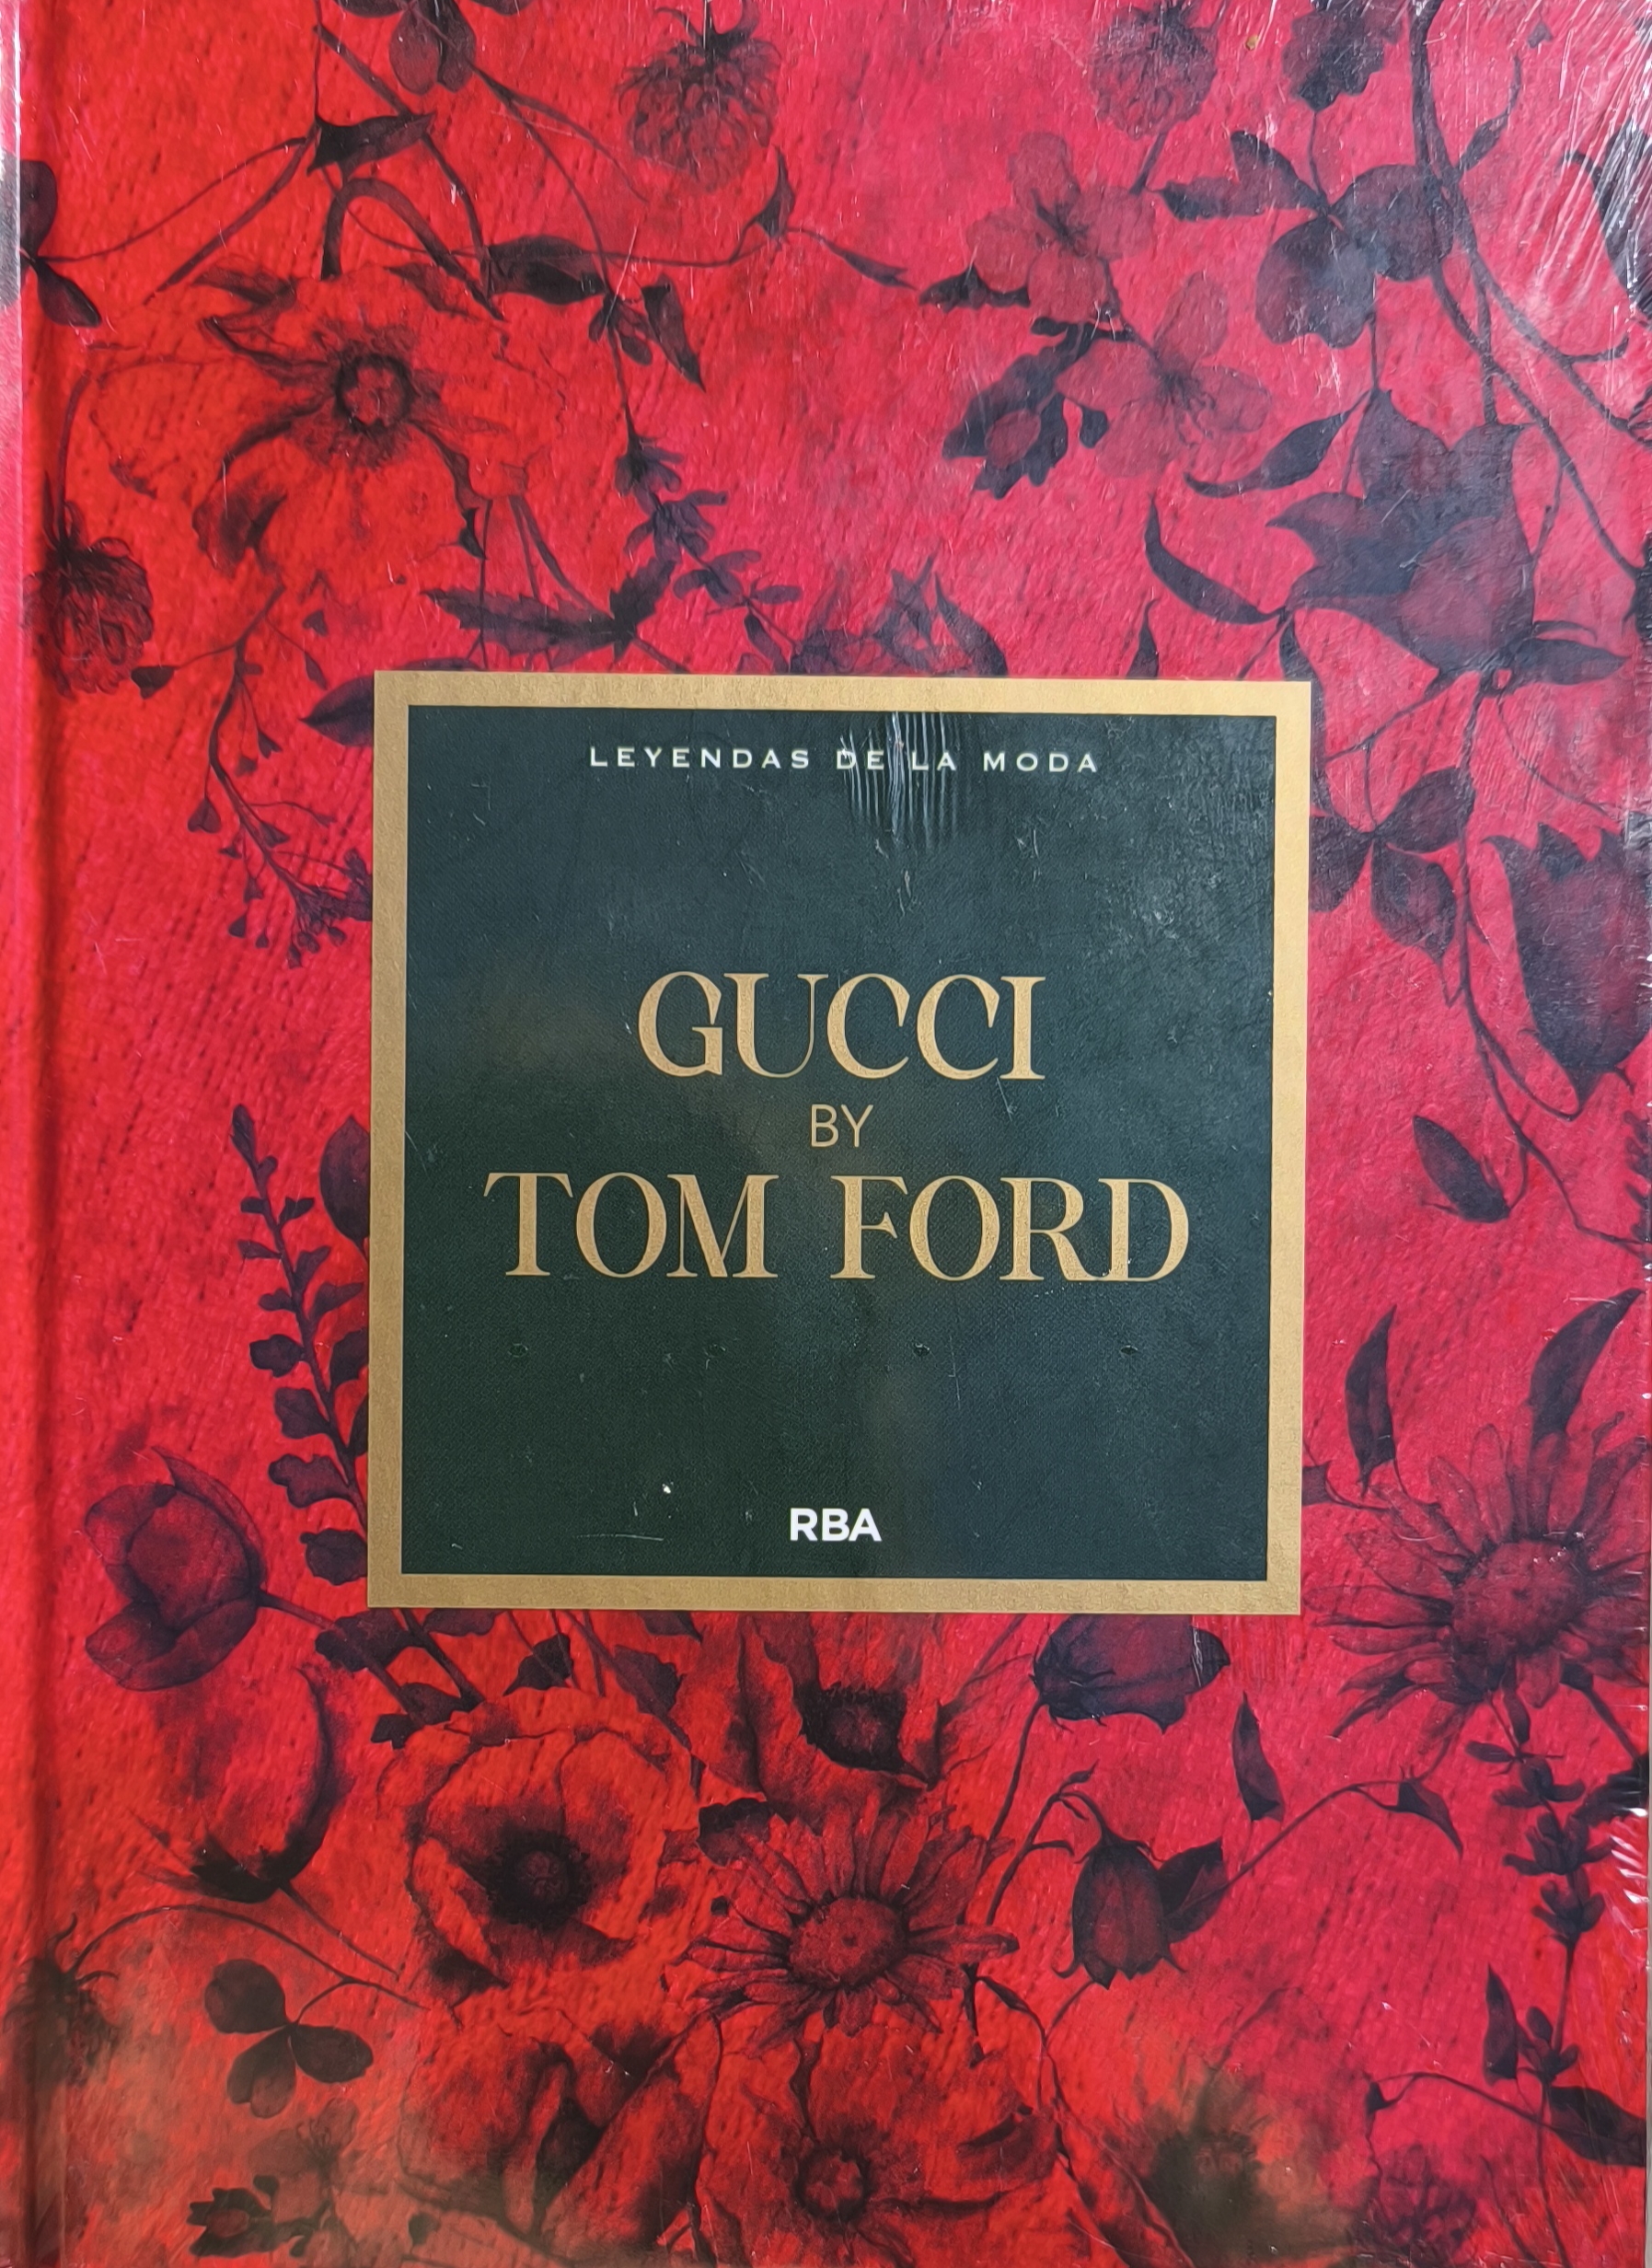 LEYENDAS DE LA MODA
GUCCI
BY
TOM FORD
RBA